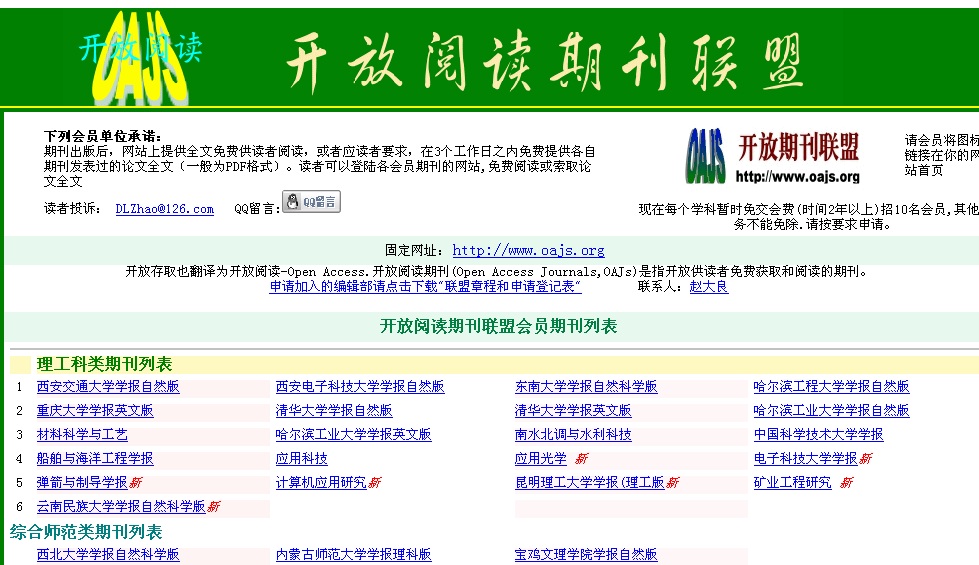 开放阅读
OAJS
开放阅读期刊联盟
下列会员单位承诺：
期刊出版后，网站上提供全文免费供读者阅读，或者应读者要求，在3个工作日之内免费提供各自
期刊发表过的论文全文（一般为PDF格式）。读者可以登陆各会员期刊的网站,免费阅读或索取论
文全文
读者投诉： DLZhao@126.com QQ留言: QQ留言
OAJS 开放期刊联盟
http://www.oajs.org
请会员将图标
链接在你的网
站首页
现在每个学科暂时免交会费(时间2年以上)招10名会员,其他
务不能免除.请按要求申请。
固定网址： http://www.oajs.org
开放存取也翻译为开放阅读-Open Access.开放阅读期刊(Open Access Journals,OAJs)是指开放供读者免费获取和阅读的期刊。
申请加入的编辑部请点击下载"联盟章程和申请登记表" 联系人：赵大良
开放阅读期刊联盟会员期刊列表
理工科类期刊列表
1 西安交通大学学报自然版 西安电子科技大学学报自然版 东南大学学报自然科学版 哈尔滨工程大学学报自然版
2 重庆大学学报英文版 清华大学学报自然版 清华大学学报英文版 哈尔滨工业大学学报自然版
3 材料科学与工艺 哈尔滨工业大学学报英文版 南水北调与水利科技 中国科学技术大学学报
4 船舶与海洋工程学报 应用科技 应用光学 新 电子科技大学学报新
5 弹箭与制导学报新 计算机应用研究新 昆明理工大学学报(理工版新 矿业工程研究 新
6 云南民族大学学报自然科学版新
综合师范类期刊列表
西北大学学报自然科学版 内蒙古师范大学学报理科版 宝鸡文理学院学报自然版